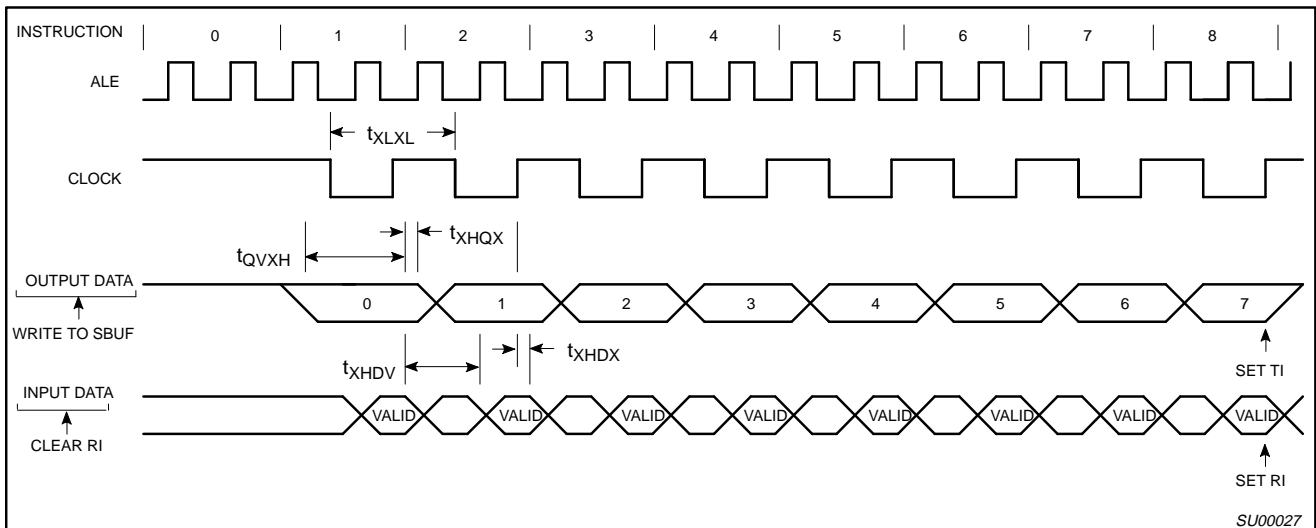 INSTRUCTION 0 1 2 3 4 5 6 7 8
ALE
tXLXL
CLOCK
tXHQX
tQVXH
OUTPUT DATA
0 1 2 3 4 5 6 7
WRITE TO SBUF
tXHDX
tXHDV
SET TI
INPUT DATA
VALID VALID VALID VALID VALID VALID VALID VALID
CLEAR RI
SET RI
SU00027